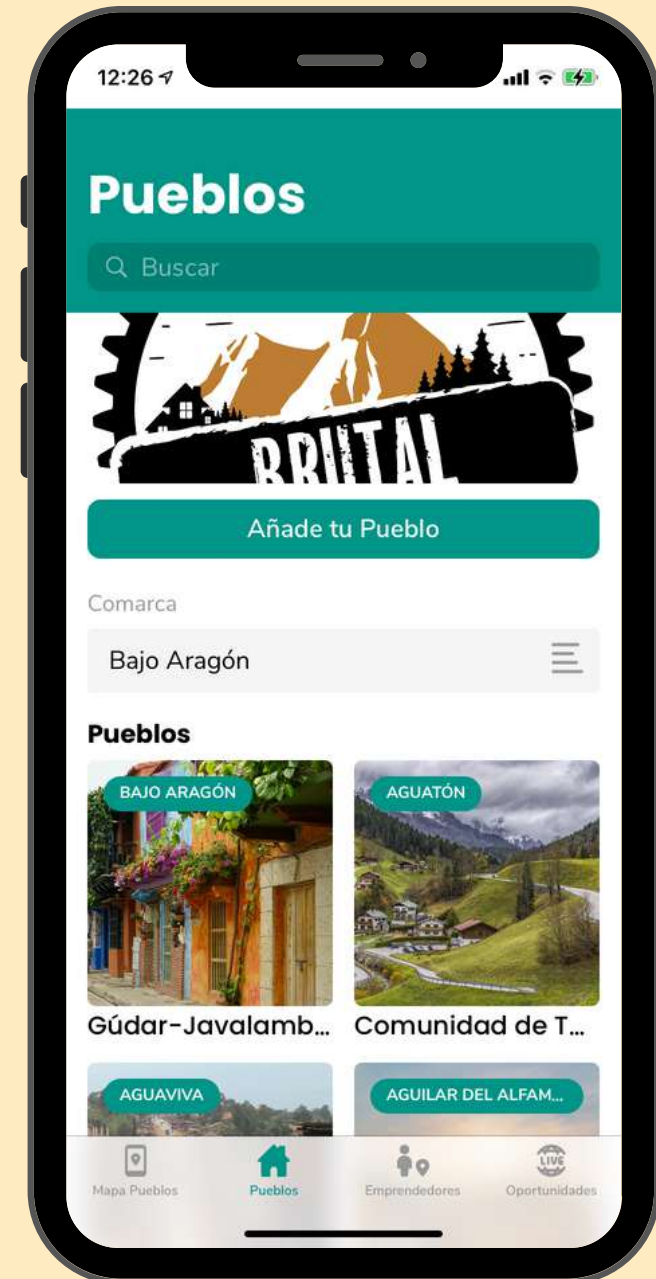 12:26
Pueblos
Buscar
BRUTAL
Añade tu Pueblo
Comarca
Bajo Aragón
Pueblos
BAJO ARAGÓN
AGUATÓN
Gúdar-Javalamb...
Comunidad de T...
AGUAVIVA
AGUILAR DEL ALFAM...
LIVE
Mapa Pueblos
Pueblos
Emprendedores
Oportunidades